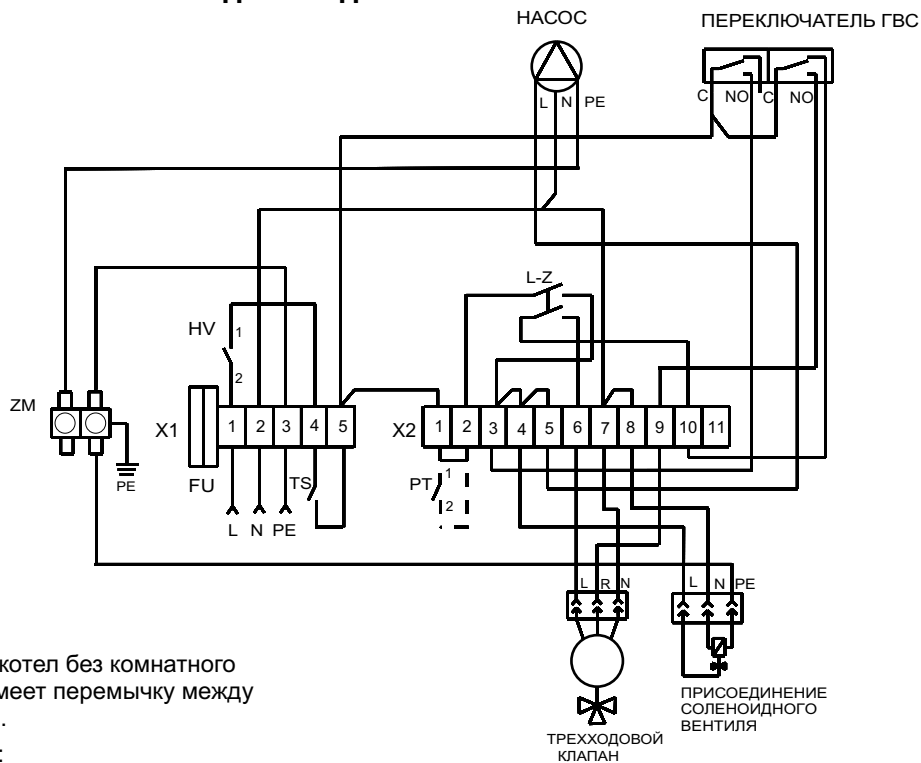 НАСОС
ПЕРЕКЛЮЧАТЕЛЬ ГВС
L N PE
C NO C NO
L-Z
HV 1
2
ZM
X1 1 2 3 4 5
X2 1 2 3 4 5 6 7 8 9 10 11
PE
FU
TS
PT 1
2
L N PE
L R N
L N PE
котел без комнатного
меет перемычку между
.
:
ПРИСОЕДИНЕНИЕ
СОЛЕНОИДНОГО
ВЕНТИЛЯ
ТРЕХХОДОВОЙ
КЛАПАН